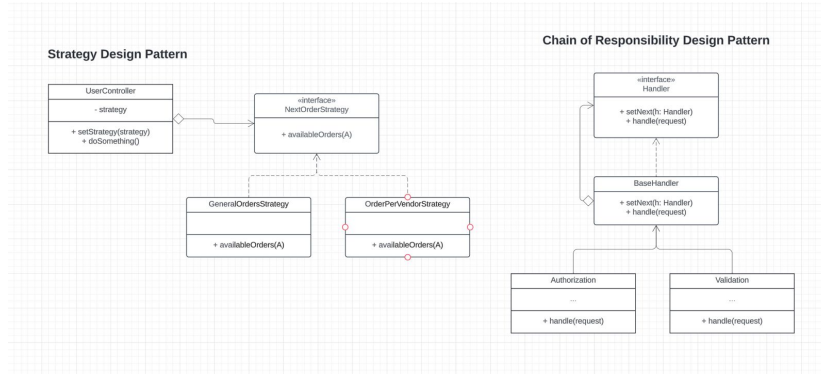 Strategy Design Pattern
UserController
- strategy
+ setStrategy(strategy)
+ doSomething()
«interface»
NextOrderStrategy
+ availableOrders(A)
GeneralOrdersStrategy
+ availableOrders(A)
OrderPerVendorStrategy
+ availableOrders(A)
Chain of Responsibility Design Pattern
«interface»
Handler
+ setNext(h: Handler)
+ handle(request)
BaseHandler
+ setNext(h: Handler)
+ handle(request)
Authorization
...
+ handle(request)
Validation
...
+ handle(request)